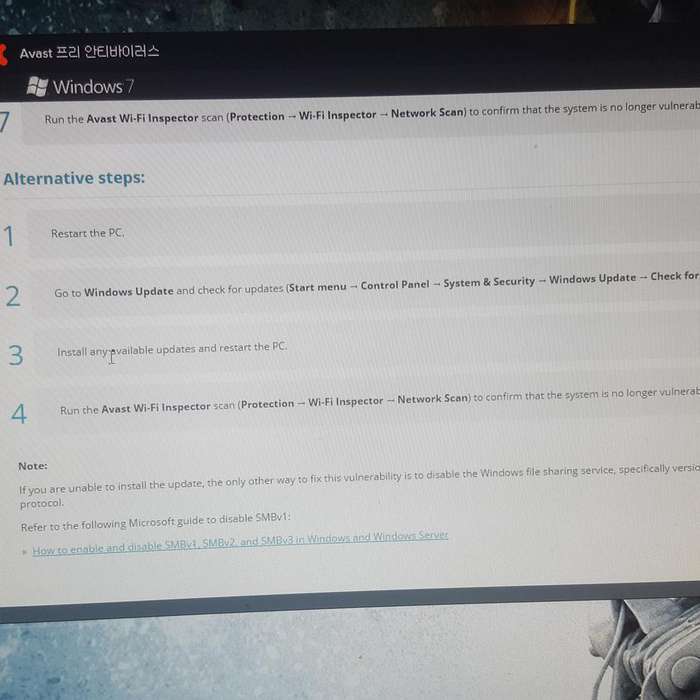 Avast 프리 안티바이러스
Windows 7
7
Run the Avast Wi-Fi Inspector scan (Protection → Wi-Fi Inspector → Network Scan) to confirm that the system is no longer
Alternative steps:
1
Restart the PC.
2
Go to Windows Update and check for updates (Start menu → Control Panel → System & Security → Windows Update → Check for
3
Install any available updates and restart the PC.
4
Run the Avast Wi-Fi Inspector scan (Protection → Wi-Fi Inspector → Network Scan) to confirm that the system is no longer
Note:
If you are unable to install the update, the only other way to fix this vulnerability is to disable the Windows file sharing service, specifically
protocol.
Refer to the following Microsoft guide to disable SMBv1:
» How to enable and disable SMBv1, SMBv2, and SMBv3 in Windows and Windows Server